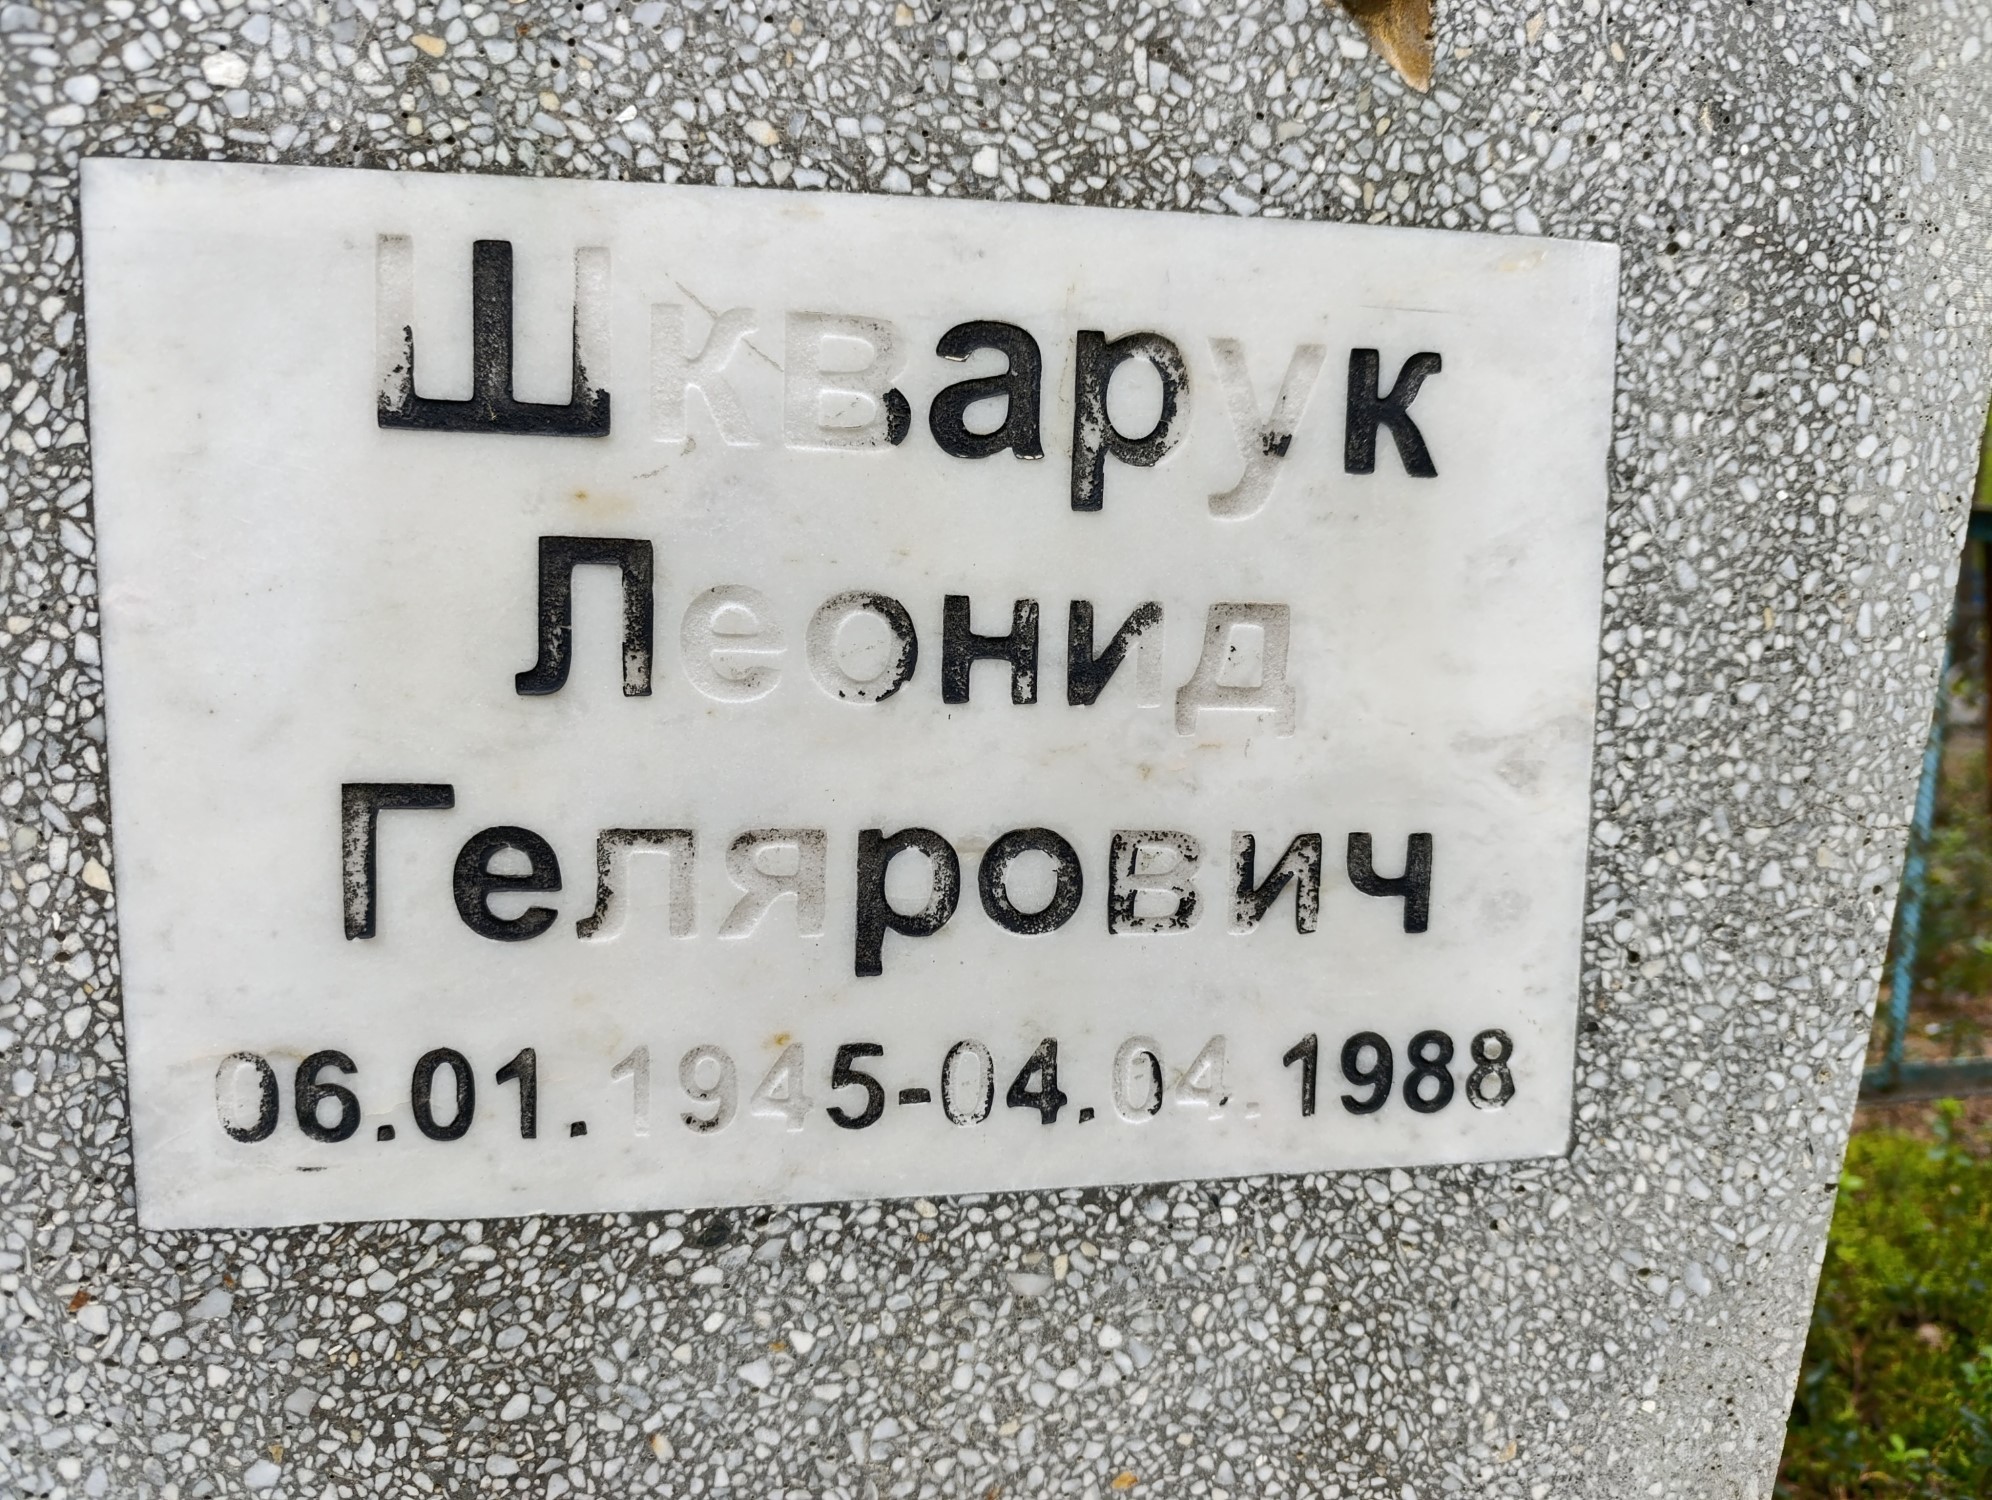 Шкварук
Леонид
Гелярович
06.01.1945-04.04.1988